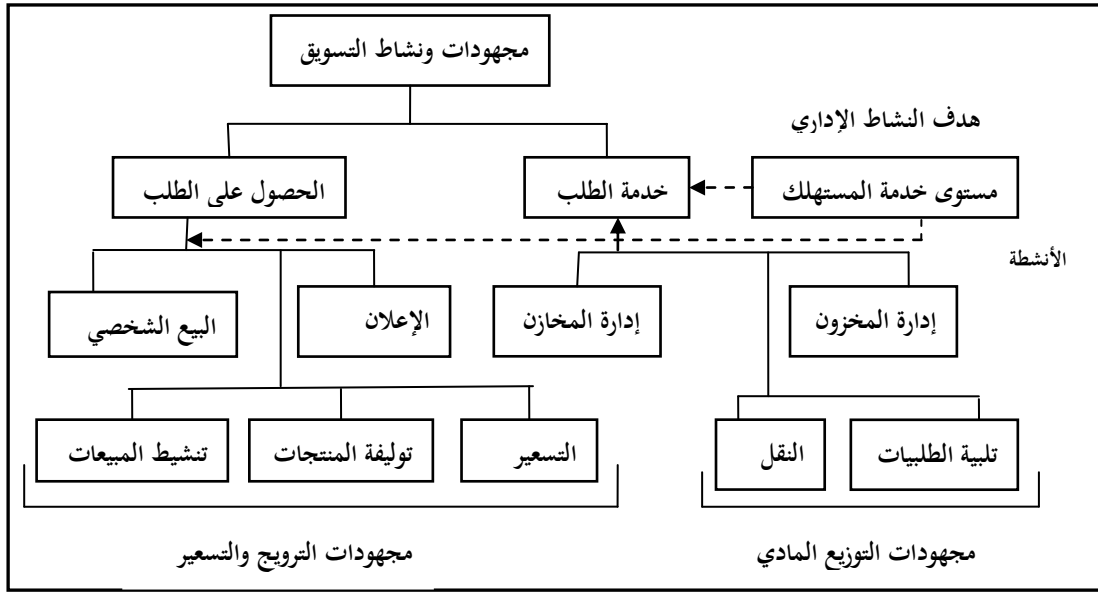 مجهودات ونشاط التسويق
هدف النشاط الإداري
مستوى خدمة المستهلك
خدمة الطلب
الحصول على الطلب
الأنشطة
إدارة المخزون
إدارة المخازن
الإعلان
البيع الشخصي
تلبية الطلبيات
النقل
التسعير
توليفة المنتجات
تنشيط المبيعات
مجهودات التوزيع المادي
مجهودات الترويج والتسعير